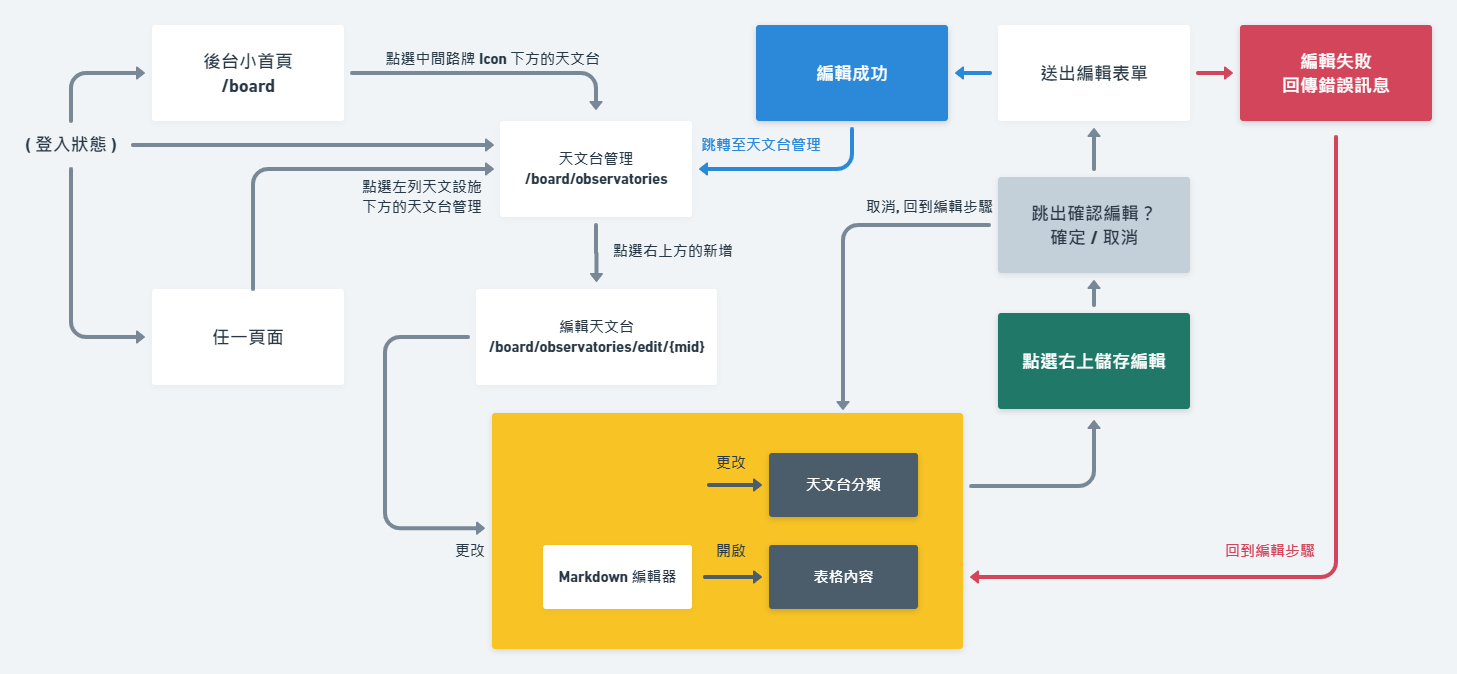 後台小首頁
/board
點選中間路牌 Icon 下方的天文台
編輯成功
送出編輯表單
編輯失敗
回傳錯誤訊息
( 登入狀態 )
天文台管理
/board/observatories
跳轉至天文台管理
點選左列天文設施
下方的天文台管理
取消, 回到編輯步驟
跳出確認編輯？
確定 / 取消
點選右上方的新增
任一頁面
編輯天文台
/board/observatories/edit/{mid}
點選右上儲存編輯
更改
天文台分類
更改
Markdown 編輯器
開啟
表格內容
回到編輯步驟